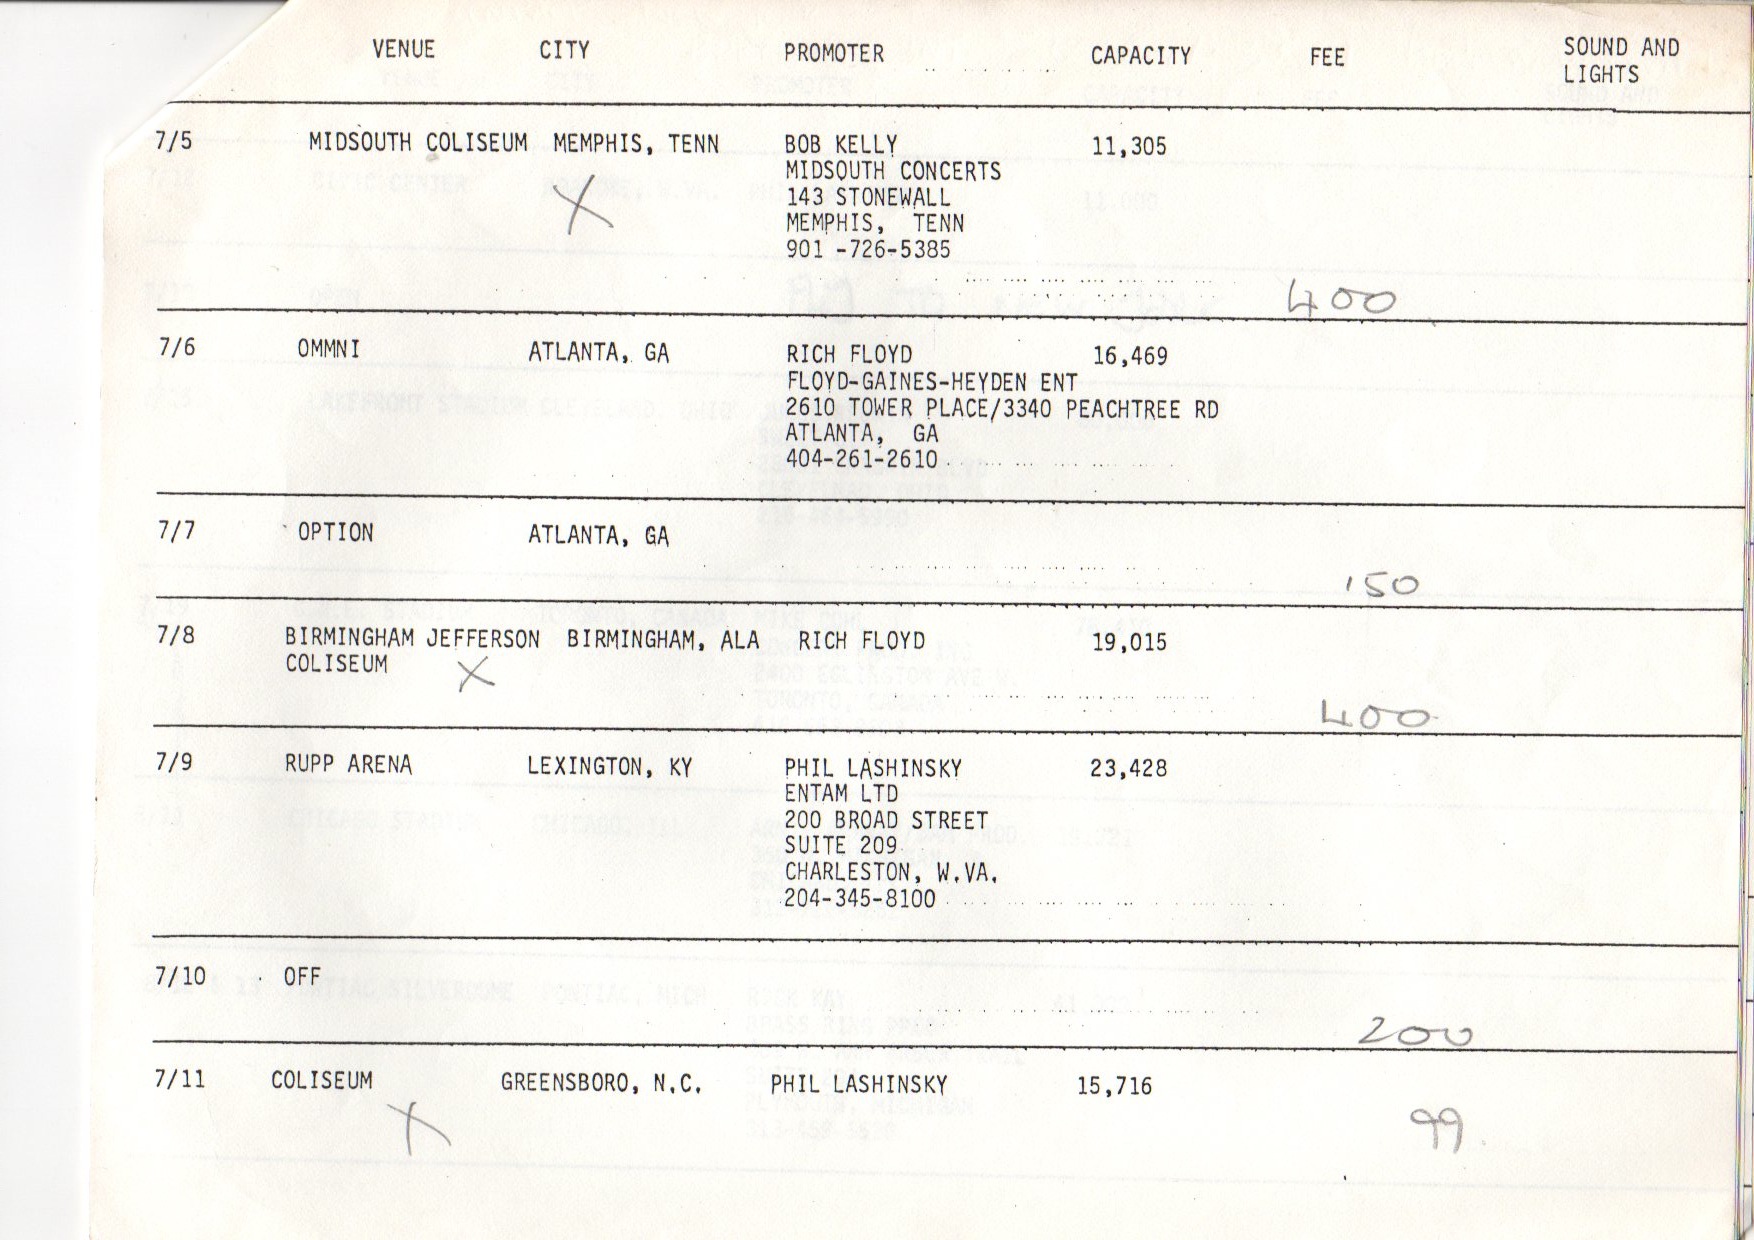 VENUE CITY PROMOTER CAPACITY FEE SOUND AND
LIGHTS
7/5 MIDSOUTH COLISEUM MEMPHIS, TENN BOB KELLY 11,305
MIDSOUTH CONCERTS
X 143 STONEWALL
MEMPHIS, TENN
901 -726-5385
400
7/6 OMMNI ATLANTA, GA RICH FLOYD 16,469
FLOYD-GAINES-HEYDEN ENT
2610 TOWER PLACE/3340 PEACHTREE RD
ATLANTA, GA
404-261-2610
7/7 OPTION ATLANTA, GA
150
7/8 BIRMINGHAM JEFFERSON BIRMINGHAM, ALA RICH FLOYD 19,015
COLISEUM X
400
7/9 RUPP ARENA LEXINGTON, KY PHIL LASHINSKY 23,428
ENTAM LTD
200 BROAD STREET
SUITE 209
CHARLESTON, W.VA.
204-345-8100
7/10 OFF
200
7/11 COLISEUM GREENSBORO, N.C. PHIL LASHINSKY 15,716
X 99